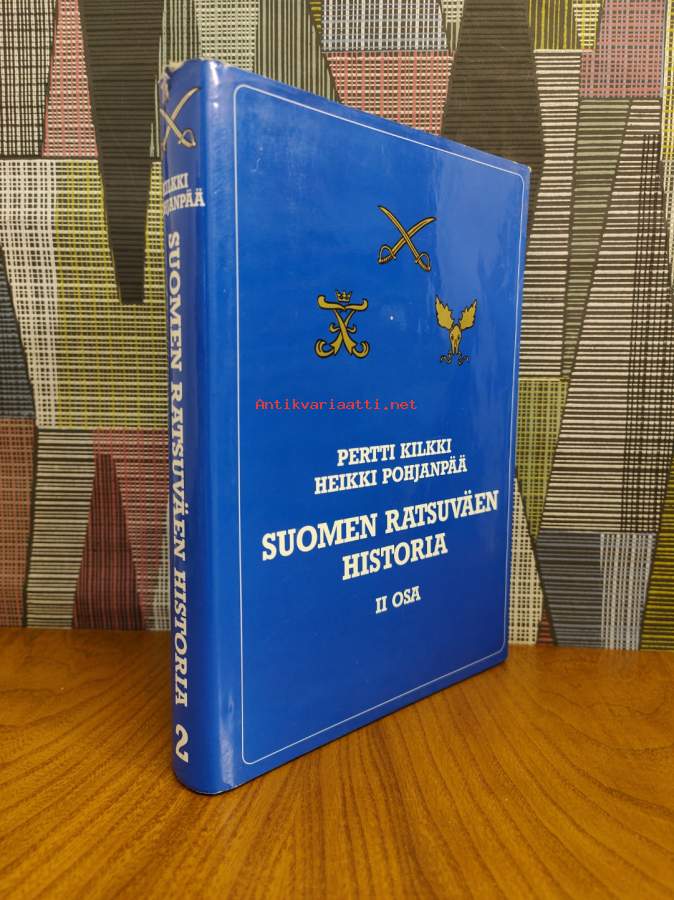 KILKKI
POHJANPÄÄ
SUOMEN RATSUVÄEN HISTORIA 2
Antikvariaatti.net
PERTTI KILKKI
HEIKKI POHJANPÄÄ
SUOMEN RATSUVÄEN
HISTORIA
II OSA